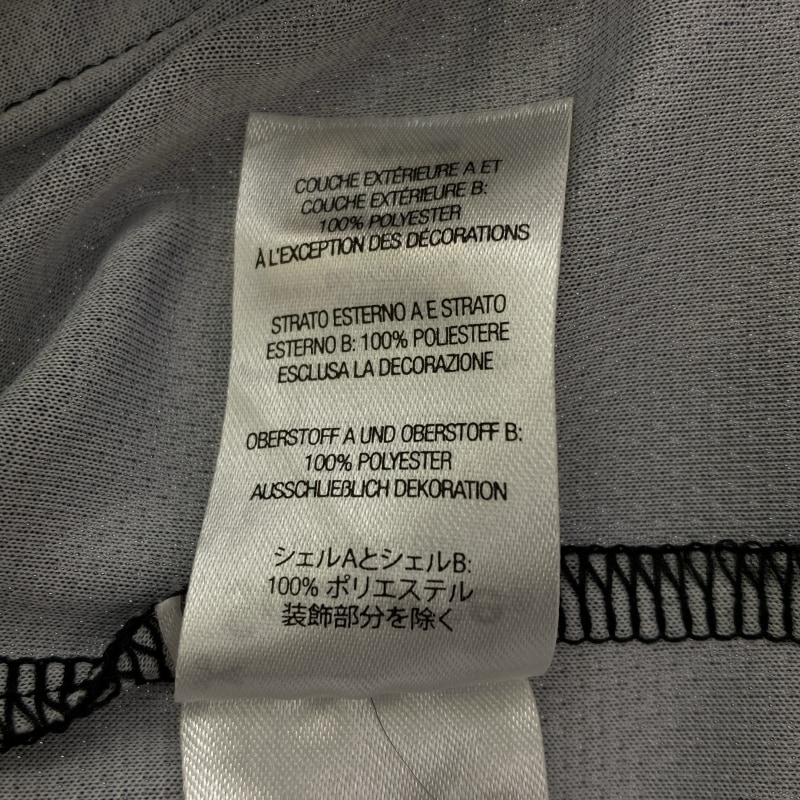 COUCHE EXTÉRIEURE A ET
COUCHE EXTÉRIEURE B:
100% POLYESTER
À L'EXCEPTION DES DÉCORATIONS
STRATO ESTERNO A E STRATO
ESTERNO B: 100% POLIESTERE
ESCLUSA LA DECORAZIONE
OBERSTOFF A UND OBERSTOFF B:
100% POLYESTER
AUSSCHLIEßLICH DEKORATION
シェルAとシェルB:
100% ポリエステル
装飾部分を除く